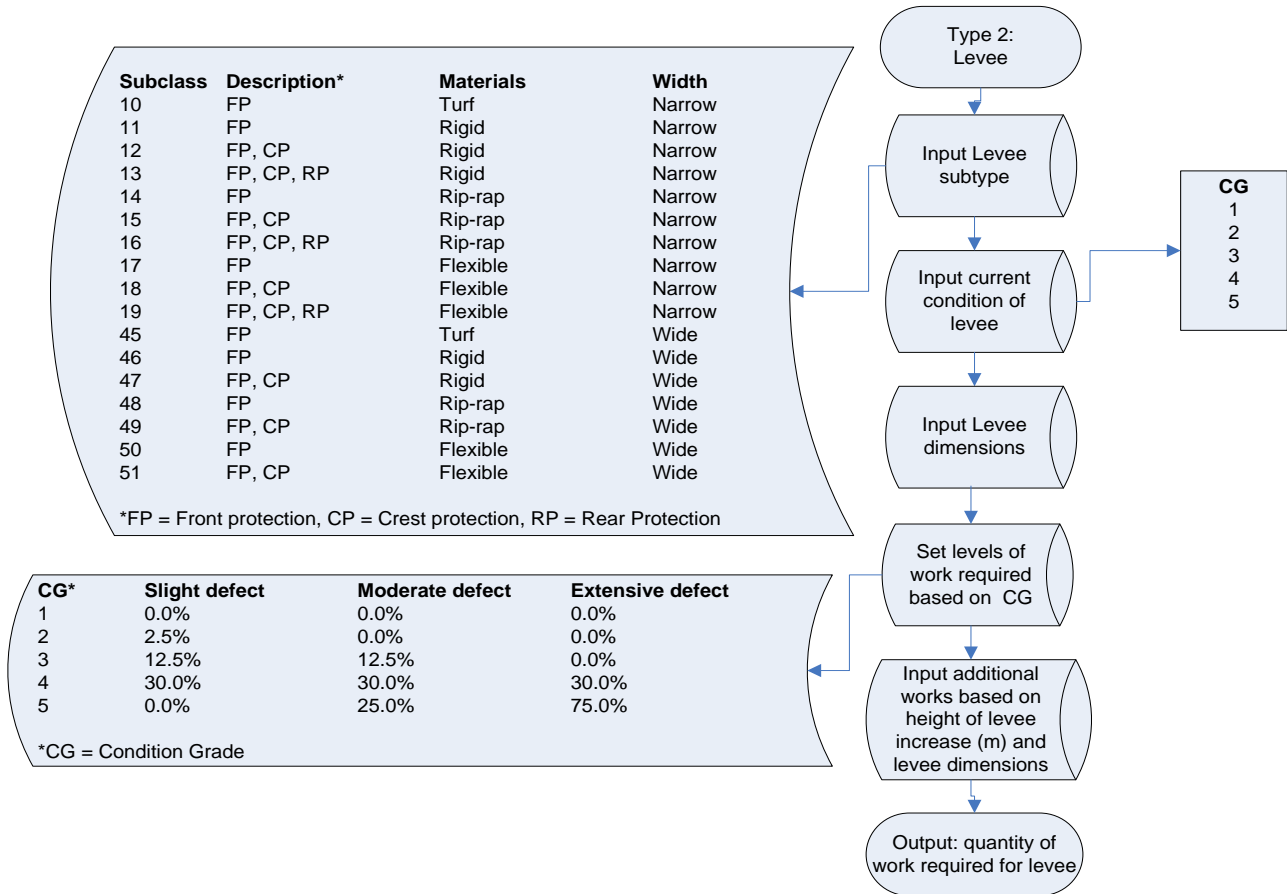 Type 2:
Levee
Subclass Description* Materials Width
10 FP Turf Narrow
11 FP Rigid Narrow
12 FP, CP Rigid Narrow
13 FP, CP, RP Rigid Narrow
14 FP Rip-rap Narrow
15 FP, CP Rip-rap Narrow
16 FP, CP, RP Rip-rap Narrow
17 FP Flexible Narrow
18 FP, CP Flexible Narrow
19 FP, CP, RP Flexible Narrow
45 FP Turf Wide
46 FP Rigid Wide
47 FP, CP Rigid Wide
48 FP Rip-rap Wide
49 FP, CP Rip-rap Wide
50 FP Flexible Wide
51 FP, CP Flexible Wide
*FP = Front protection, CP = Crest protection, RP = Rear Protection
Input Levee
subtype
CG
1
2
3
4
5
Input current
condition of
levee
Input Levee
dimensions
Set levels of
work required
based on CG
CG* Slight defect Moderate defect Extensive defect
1 0.0% 0.0% 0.0%
2 2.5% 0.0% 0.0%
3 12.5% 12.5% 0.0%
4 30.0% 30.0% 30.0%
5 0.0% 25.0% 75.0%
*CG = Condition Grade
Input additional
works based on
height of levee
increase (m) and
levee dimensions
Output: quantity of
work required for levee